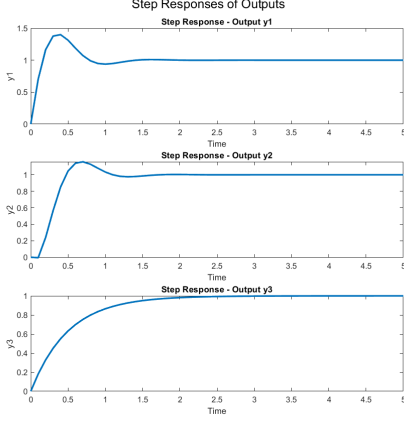 Step Responses of Outputs
Step Response - Output y1
1.5
1
0.5
0
y1
0 0.5 1 1.5 2 2.5 3 3.5 4 4.5 5
Time
Step Response - Output y2
1
0.8
0.6
0.4
0.2
0
y2
0 0.5 1 1.5 2 2.5 3 3.5 4 4.5 5
Time
Step Response - Output y3
1
0.8
0.6
0.4
0.2
0
y3
0 0.5 1 1.5 2 2.5 3 3.5 4 4.5 5
Time